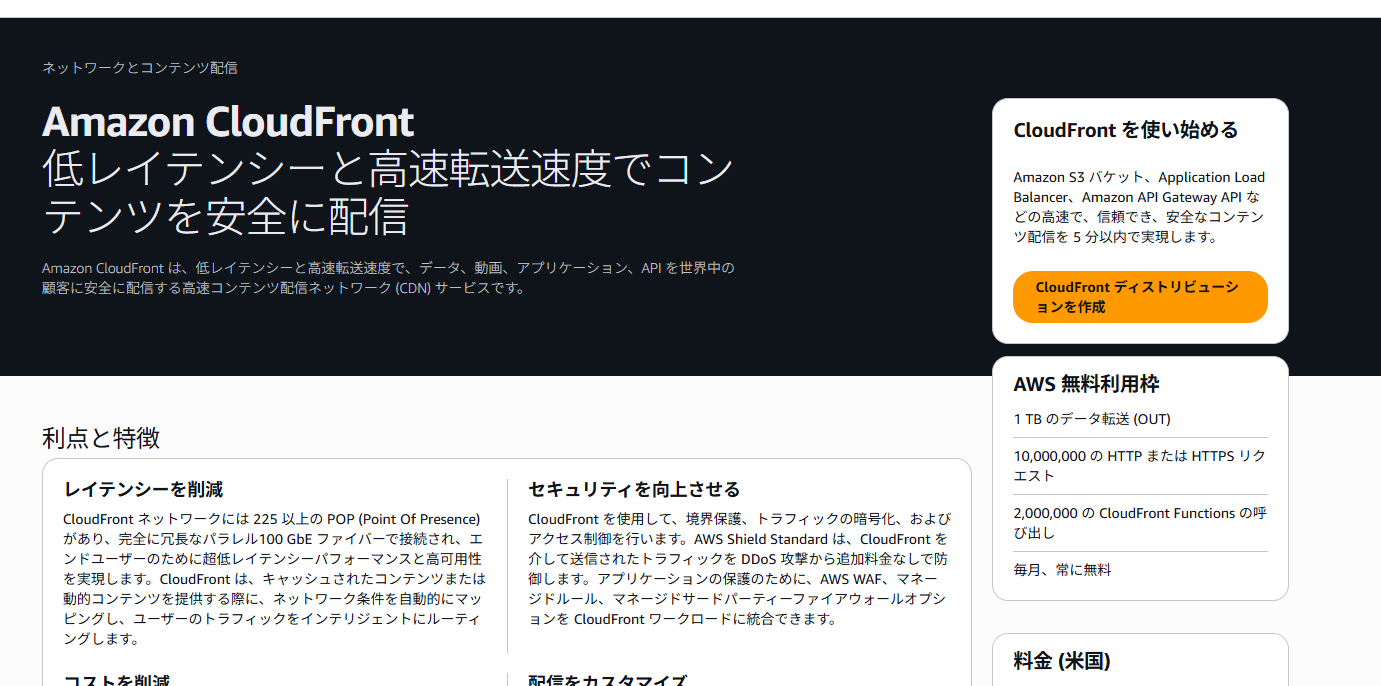 ネットワークとコンテンツ配信
Amazon CloudFront
低レイテンシーと高速転送速度でコン
テンツを安全に配信
Amazon CloudFront は、低レイテンシーと高速転送速度で、データ、動画、アプリケーション、API を世界中の
顧客に安全に配信する高速コンテンツ配信ネットワーク (CDN) サービスです。
CloudFront を使い始める
Amazon S3 バケット、Application Load
Balancer、Amazon API Gateway API な
どの高速で、信頼でき、安全なコンテン
ツ配信を 5 分以内で実現します。
CloudFront ディストリビューシ
ョンを作成
AWS 無料利用枠
1 TB のデータ転送 (OUT)
10,000,000 の HTTP または HTTPS リク
エスト
2,000,000 の CloudFront Functions の呼
び出し
毎月、常に無料
料金 (米国)
利点と特徴
レイテンシーを削減
CloudFront ネットワークには 225 以上の POP (Point Of Presence)
があり、完全に冗長なパラレル100 GbE ファイバーで接続され、エ
ンドユーザーのために超低レイテンシーパフォーマンスと高可用性
を実現します。CloudFront は、キャッシュされたコンテンツまたは
動的コンテンツを提供する際に、ネットワーク条件を自動的にマッ
ピングし、ユーザーのトラフィックをインテリジェントにルーティ
ングします。
セキュリティを向上させる
CloudFront を使用して、境界保護、トラフィックの暗号化、および
アクセス制御を行います。AWS Shield Standard は、CloudFront を
介して送信されたトラフィックを DDoS 攻撃から追加料金なしで防
御します。アプリケーションの保護のために、AWS WAF、マネー
ジドルール、マネージドサードパーティーファイアウォールオプシ
ョンを CloudFront ワークロードに統合できます。
コストを削減
配信をカスタマイズ